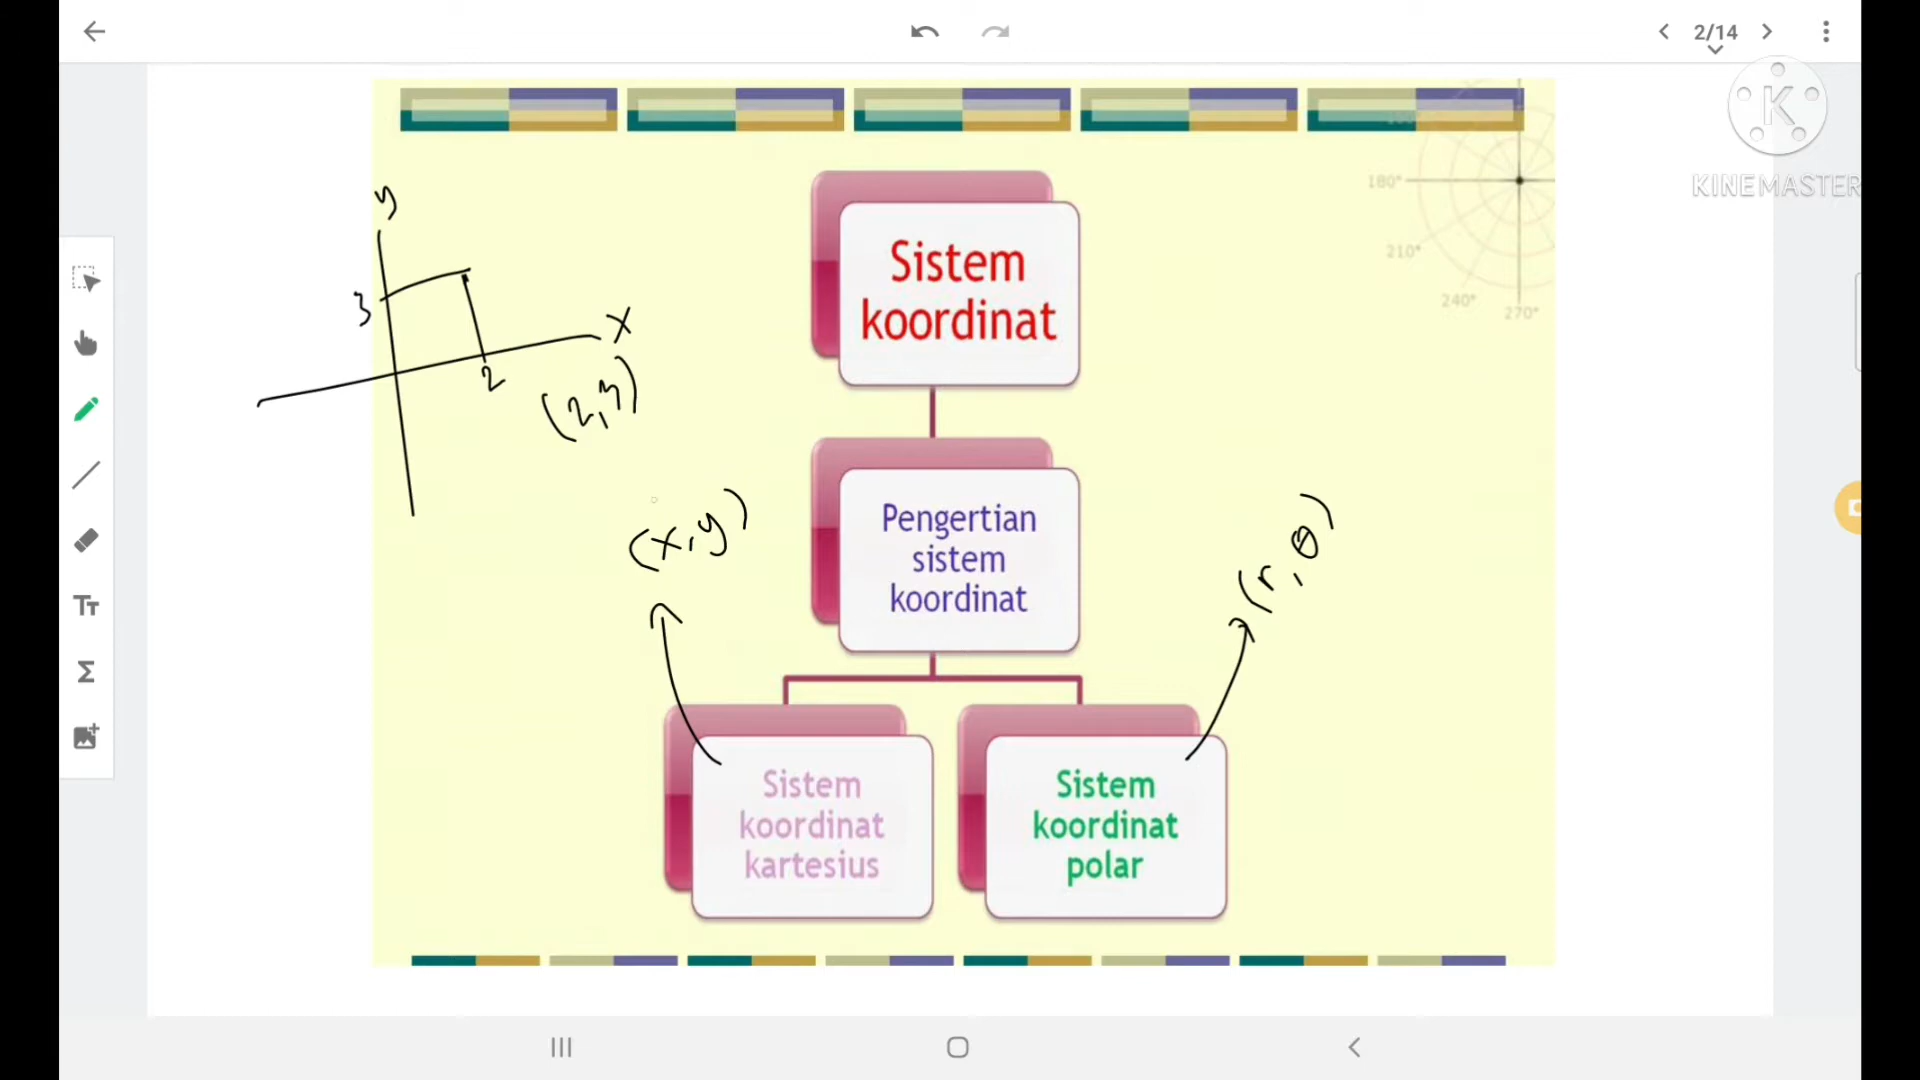 2/14
K
KINEMASTER
y
3
x
2
(2,3)
180°
210°
240°
270°
Sistem
koordinat
Pengertian
sistem
koordinat
(x,y)
(r,θ)
Sistem
koordinat
kartesius
Sistem
koordinat
polar